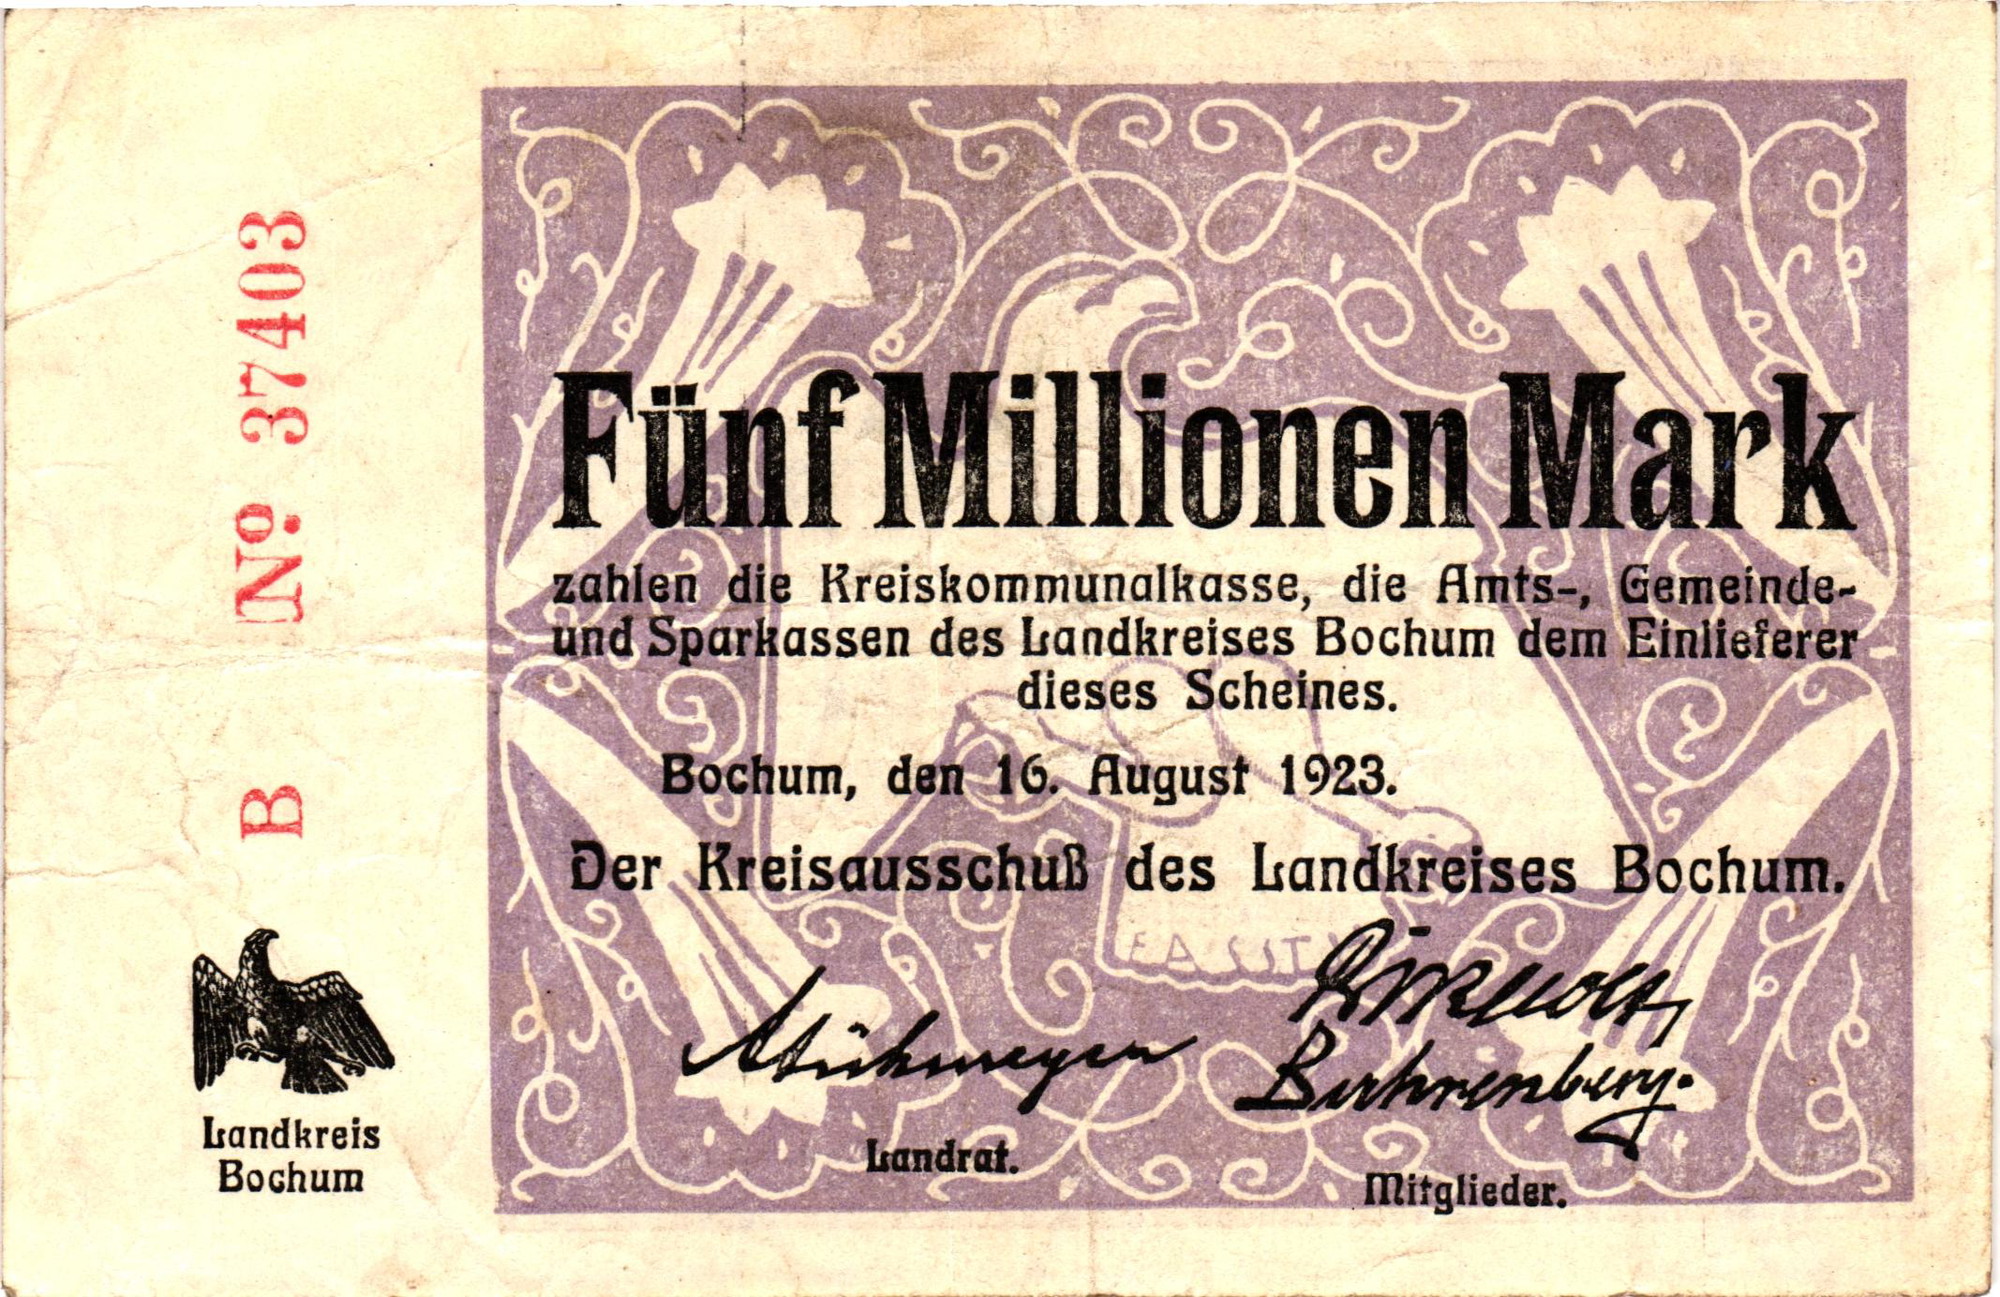 Nº. 37403
B
Landkreis
Bochum
Fünf Millionen Mark
zahlen die Kreiskommunalkasse, die Amts-, Gemeinde-
und Sparkassen des Landkreises Bochum dem Einlieferer
dieses Scheines.
Bochum, den 16. August 1923.
Der Kreisausschuß des Landkreises Bochum.
Landrat.
Mitglieder.